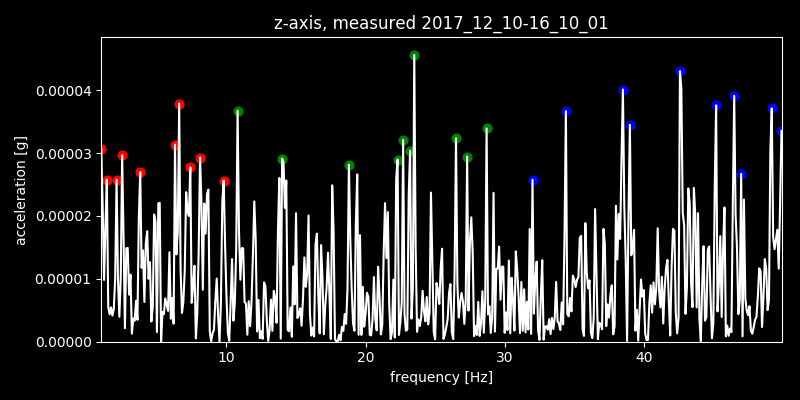 z-axis, measured 2017_12_10-16_10_01
0.00004
0.00003
0.00002
0.00001
0.00000
acceleration [g]
10 20 30 40
frequency [Hz]